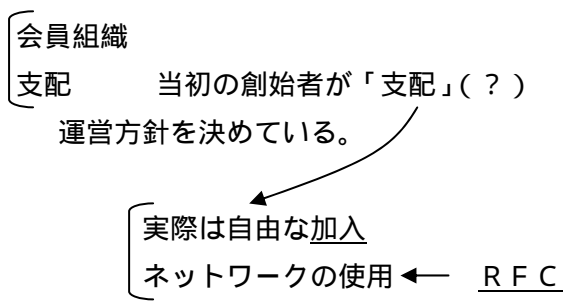 会員組織
支配　　　当初の創始者が「支配」(？)
運営方針を決めている。
実際は自由な加入
ネットワークの使用　　　ＲＦＣ